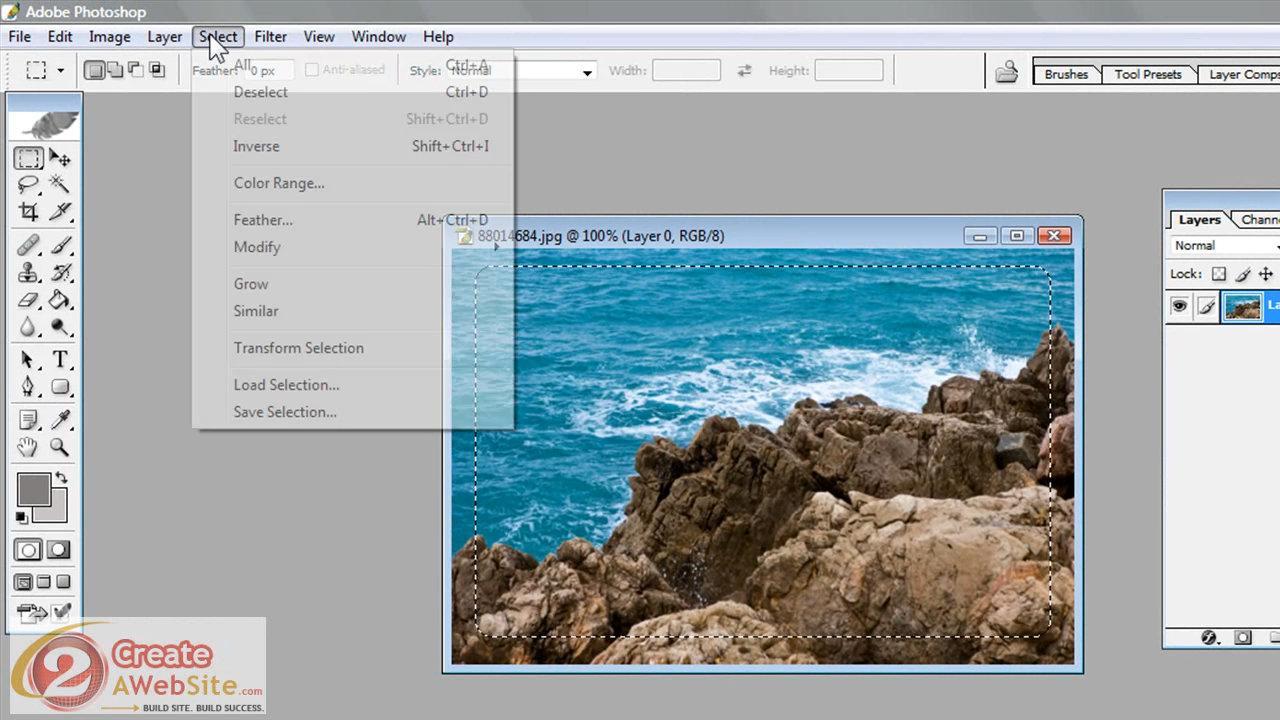 Adobe Photoshop
File Edit Image Layer Select Filter View Window Help
Feather: 0 px Anti-aliased Style: Normal Width: Height: Brushes Tool Presets Layer Comps
All Ctrl+A
Deselect Ctrl+D
Reselect Shift+Ctrl+D
Inverse Shift+Ctrl+I
Color Range...
Feather... Alt+Ctrl+D
Modify
Grow
Similar
Transform Selection
Load Selection...
Save Selection...
88014684.jpg @ 100% (Layer 0, RGB/8)
Layers Channe
Normal
Lock:
La
T
2 Create
AWebSite.com
BUILD SITE. BUILD SUCCESS.